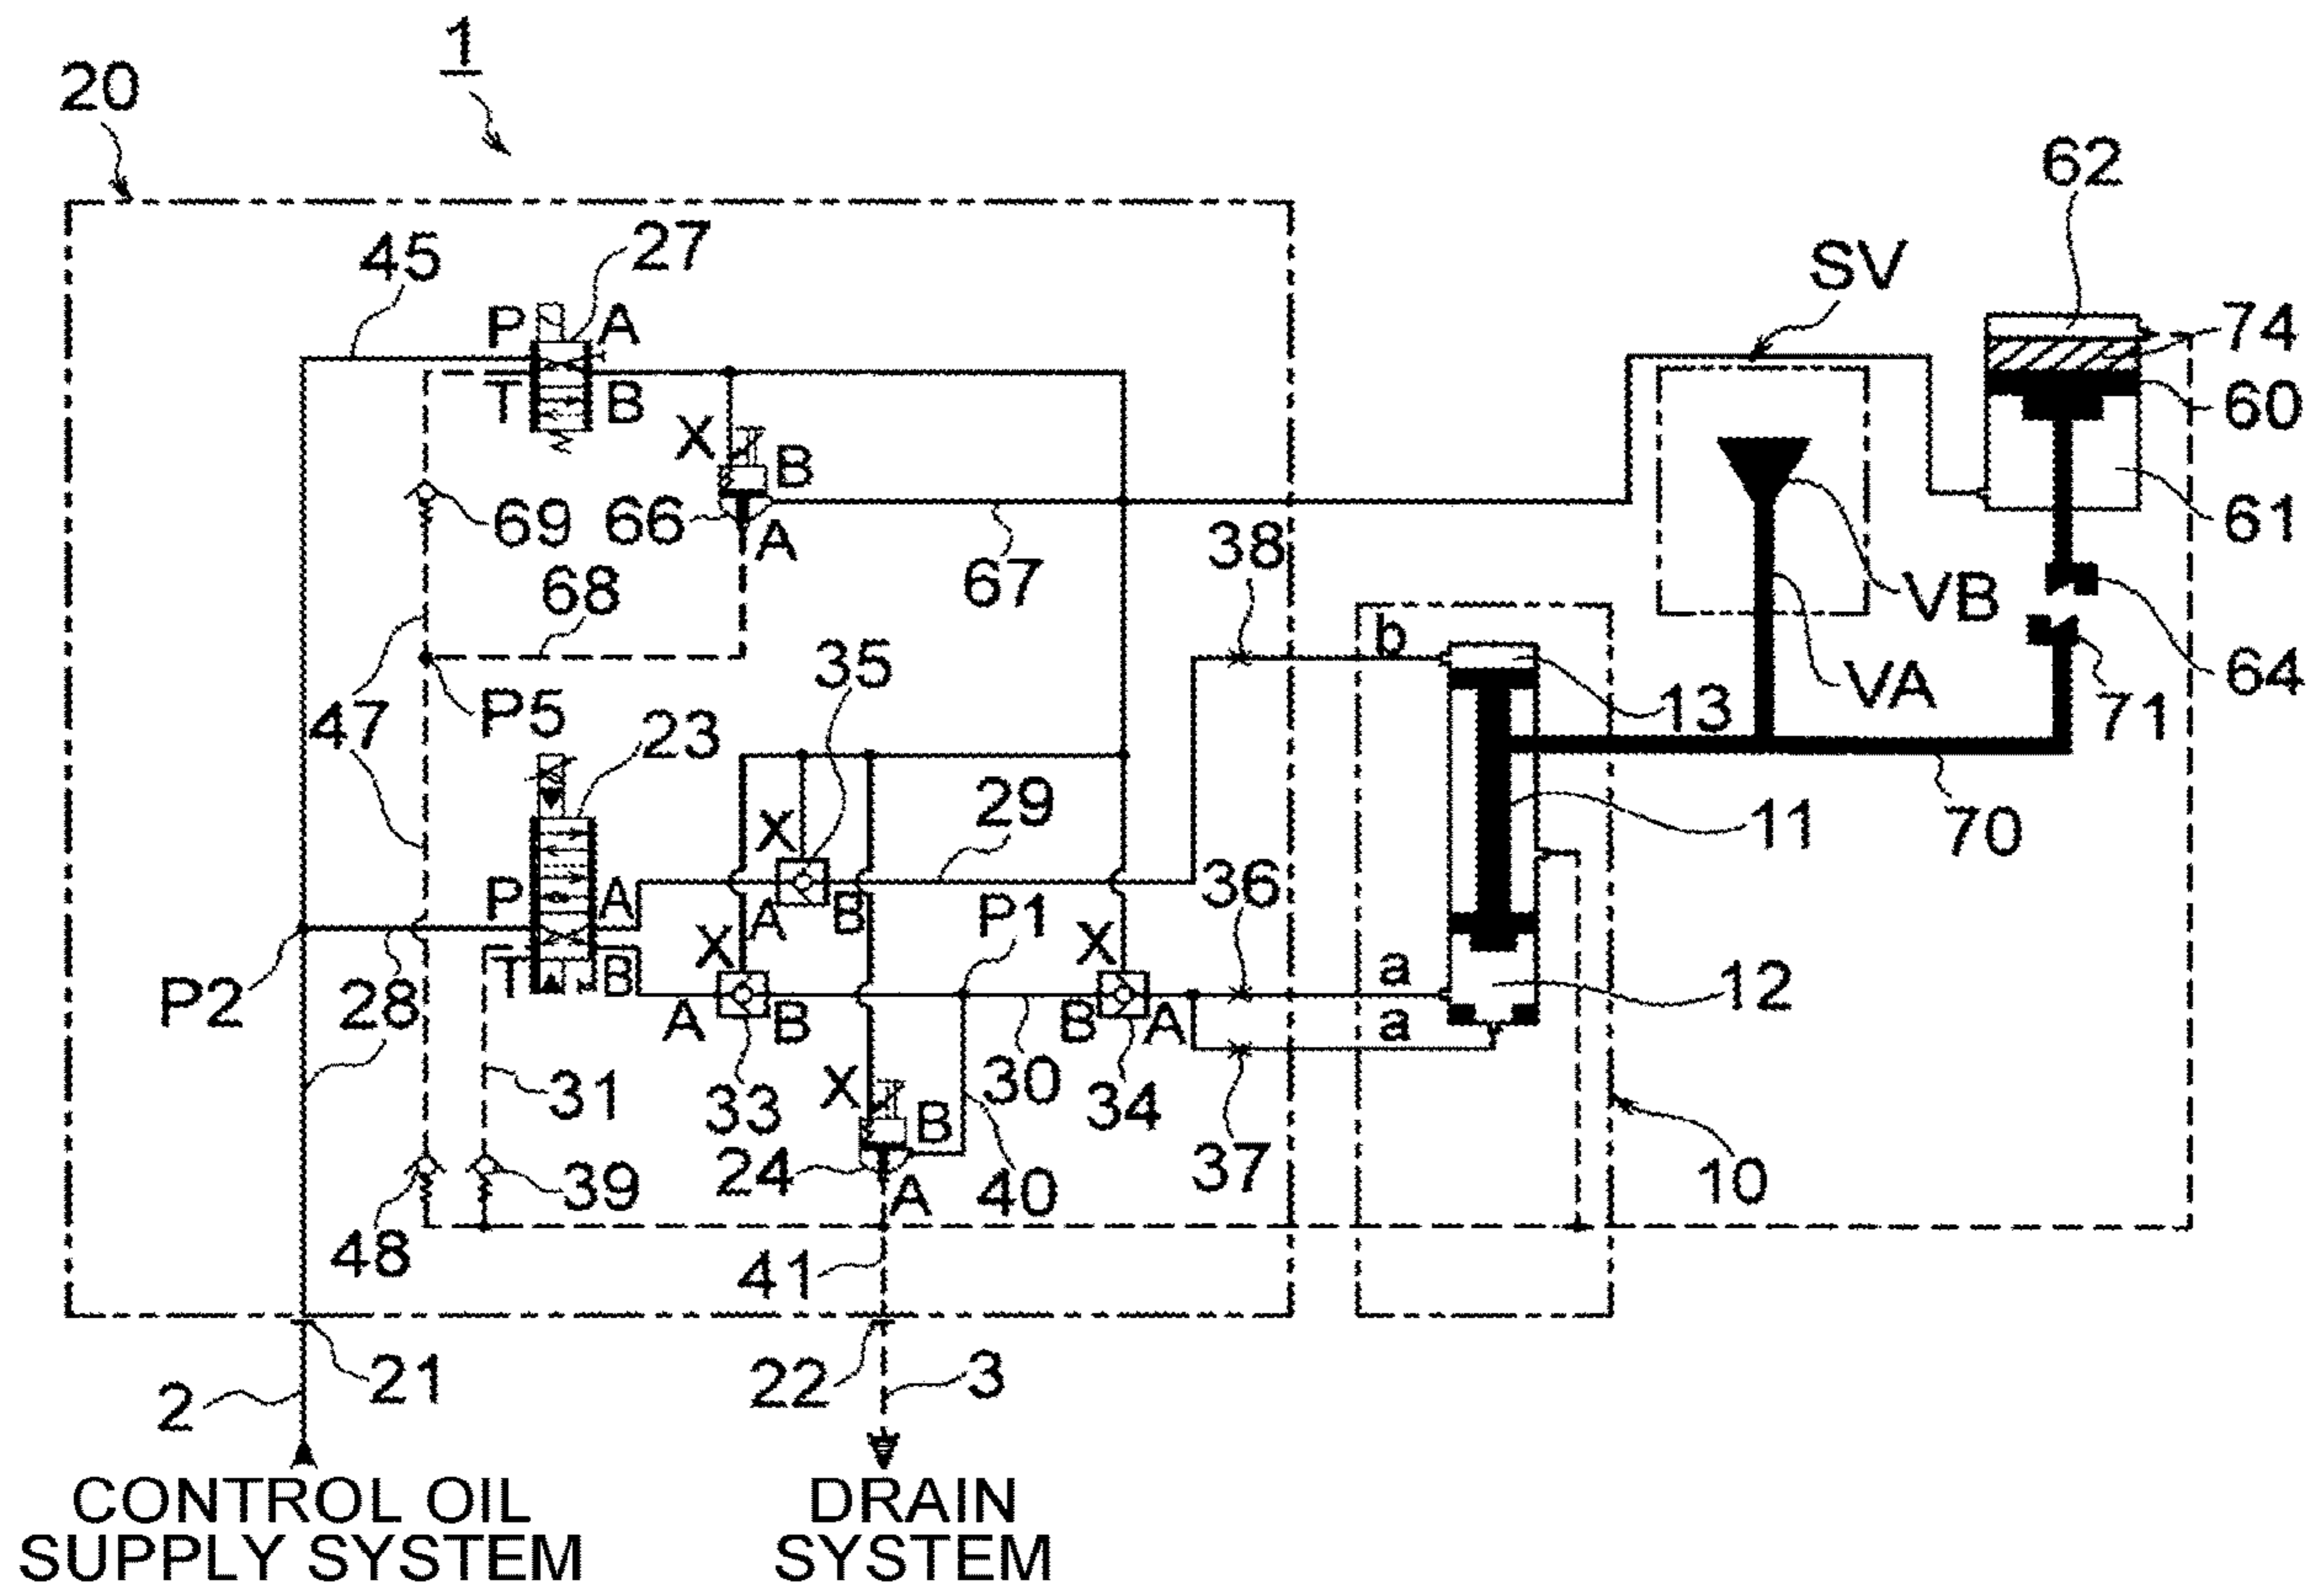 1
20
62
27
SV
45
P
A
74
T
B
60
X
B
69
66
A
61
38
67
68
VB
b
35
64
VA
13
71
P5
47
23
29
11
70
X
36
P
A
P1
A
B
X
X
a
12
T
B
P2
28
A
B
B
A
a
31
33
X
30
34
B
24
37
39
40
10
A
48
41
21
22
3
2
CONTROL OIL
DRAIN
SUPPLY SYSTEM
SYSTEM